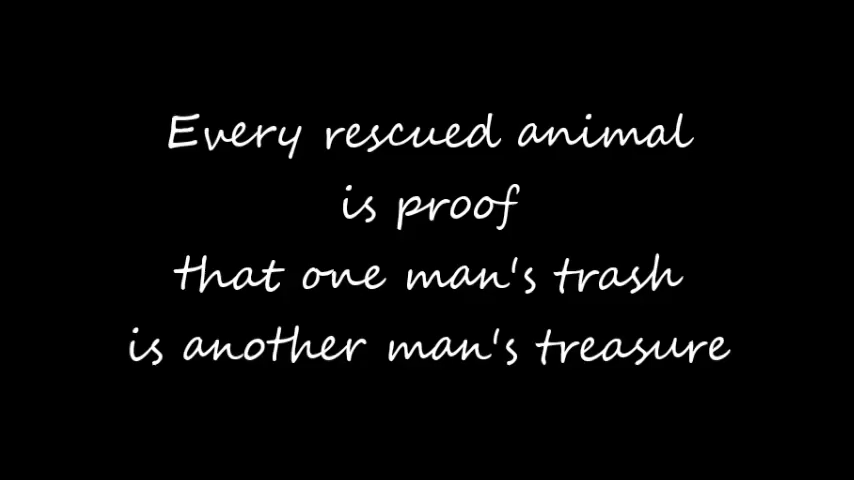 Every rescued animal
is proof
that one man's trash
is another man's treasure